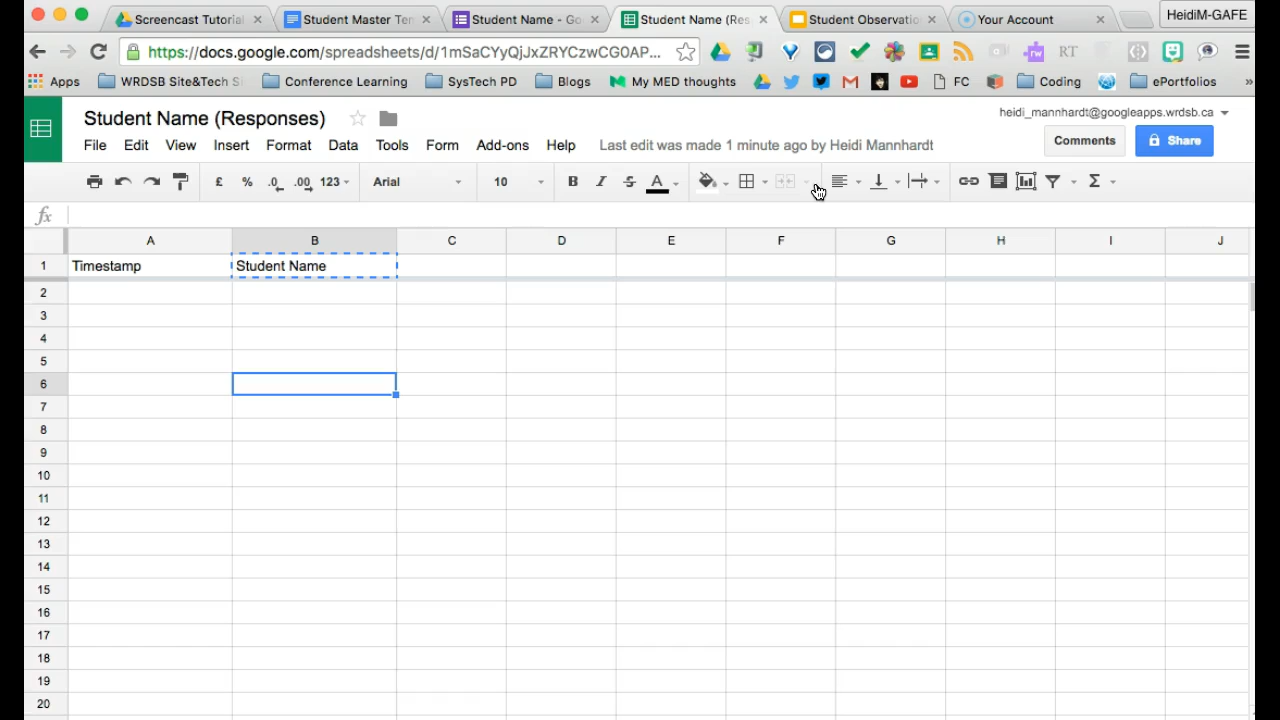 Screencast Tutorial
Student Master Tem
Student Name - Go
Student Name (Res
Student Observatio
Your Account
HeidiM-GAFE
https://docs.google.com/spreadsheets/d/1mSaCYyQjJxZRYCzwCG0AP...
RT
Apps
WRDSB Site&Tech S
Conference Learning
SysTech PD
Blogs
My MED thoughts
FC
Coding
ePortfolios
»
Student Name (Responses)
heidi_mannhardt@googleapps.wrdsb.ca
File Edit View Insert Format Data Tools Form Add-ons Help
Last edit was made 1 minute ago by Heidi Mannhardt
Comments
Share
£ % .0 .00 123 Arial 10 B I S A Σ
fx
A B C D E F G H I J
1 Timestamp Student Name
2
3
4
5
6
7
8
9
10
11
12
13
14
15
16
17
18
19
20